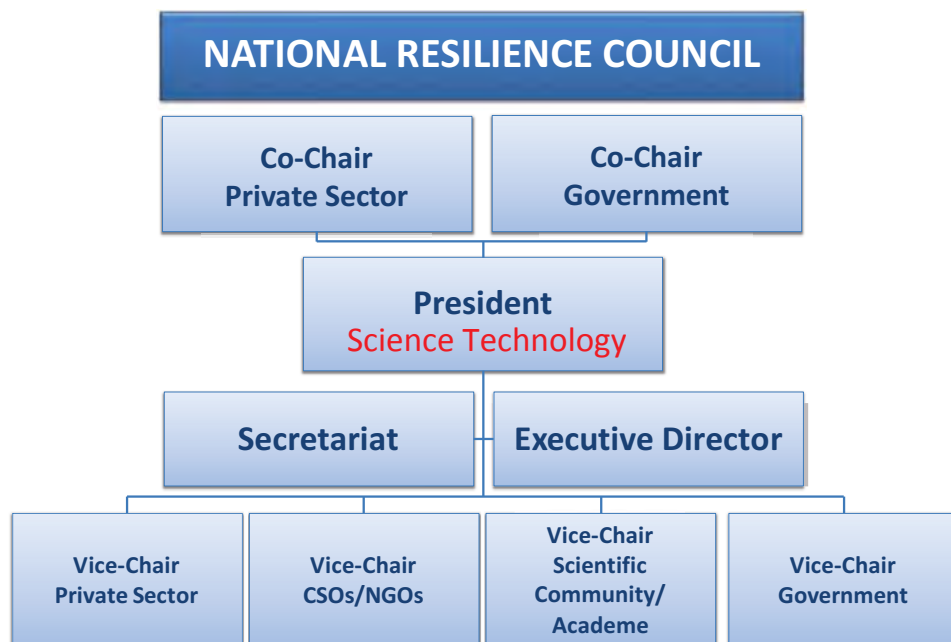 NATIONAL RESILIENCE COUNCIL
Co-Chair
Private Sector
Co-Chair
Government
President
Science Technology
Secretariat
Executive Director
Vice-Chair
Private Sector
Vice-Chair
CSOs/NGOs
Vice-Chair
Scientific
Community/
Academe
Vice-Chair
Government